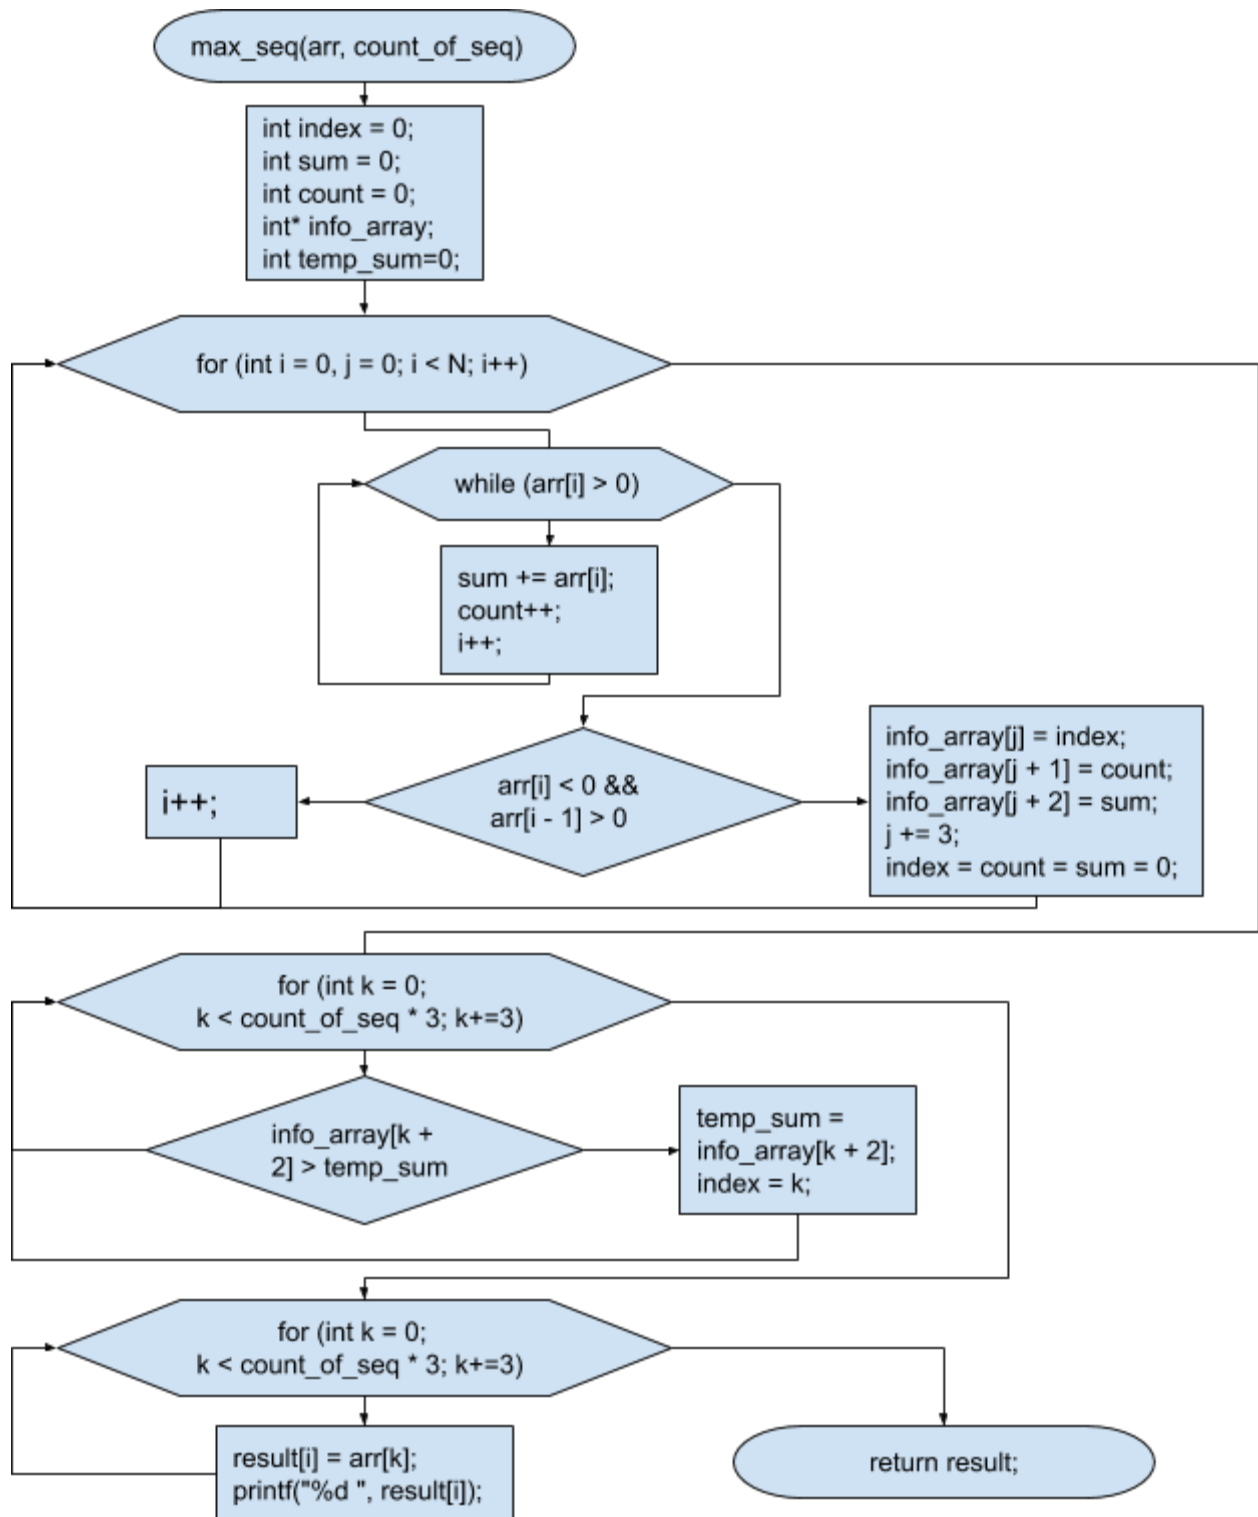 max_seq(arr, count_of_seq)
int index = 0;
int sum = 0;
int count = 0;
int* info_array;
int temp_sum=0;
for (int i = 0, j = 0; i < N; i++)
while (arr[i] > 0)
sum += arr[i];
count++;
i++;
arr[i] < 0 &&
arr[i - 1] > 0
i++;
info_array[j] = index;
info_array[j + 1] = count;
info_array[j + 2] = sum;
j += 3;
index = count = sum = 0;
for (int k = 0;
k < count_of_seq * 3; k+=3)
info_array[k +
2] > temp_sum
temp_sum =
info_array[k + 2];
index = k;
for (int k = 0;
k < count_of_seq * 3; k+=3)
result[i] = arr[k];
printf("%d ", result[i]);
return result;